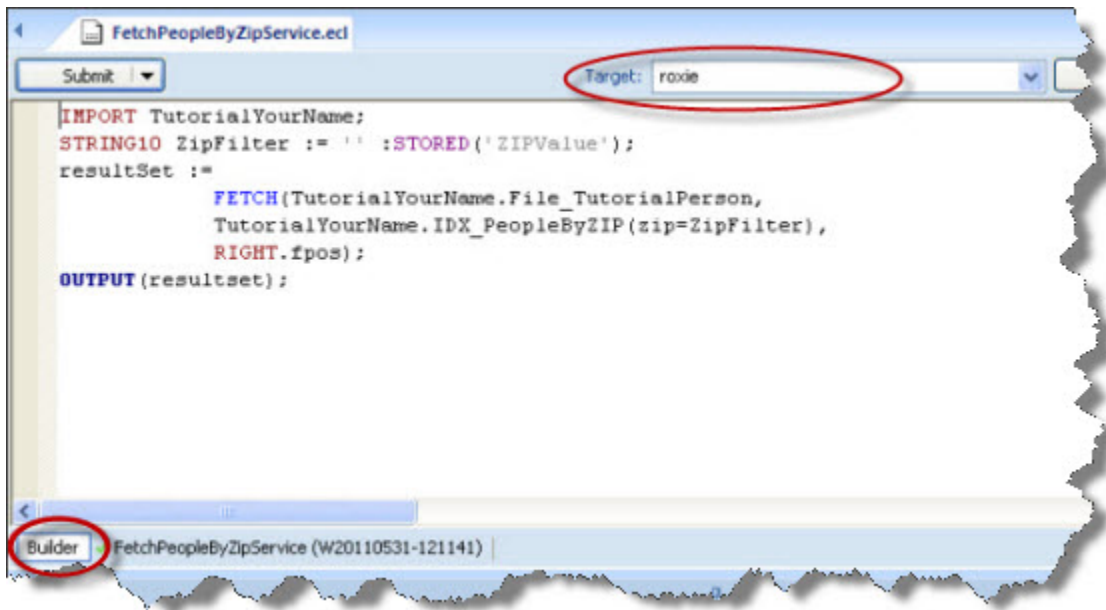 FetchPeopleByZipService.ecl
Submit
Target: roxie
IMPORT TutorialYourName;
STRING10 ZipFilter := '' :STORED('ZIPValue');
resultSet :=
FETCH(TutorialYourName.File_TutorialPerson,
TutorialYourName.IDX_PeopleByZIP(zip=ZipFilter),
RIGHT.fpos);
OUTPUT(resultset);
Builder FetchPeopleByZipService (W20110531-121141)